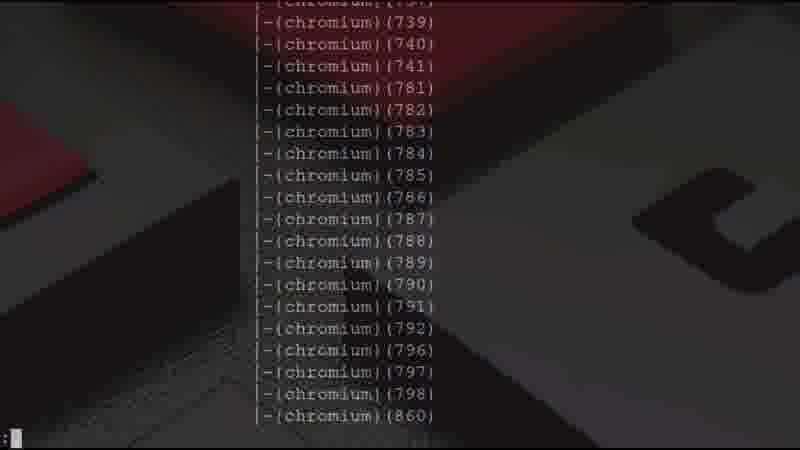 |-{chromium}(739)
|-{chromium}(740)
|-{chromium}(741)
|-{chromium}(781)
|-{chromium}(782)
|-{chromium}(783)
|-{chromium}(784)
|-{chromium}(785)
|-{chromium}(786)
|-{chromium}(787)
|-{chromium}(788)
|-{chromium}(789)
|-{chromium}(790)
|-{chromium}(791)
|-{chromium}(792)
|-{chromium}(796)
|-{chromium}(797)
|-{chromium}(798)
|-{chromium}(860)
: